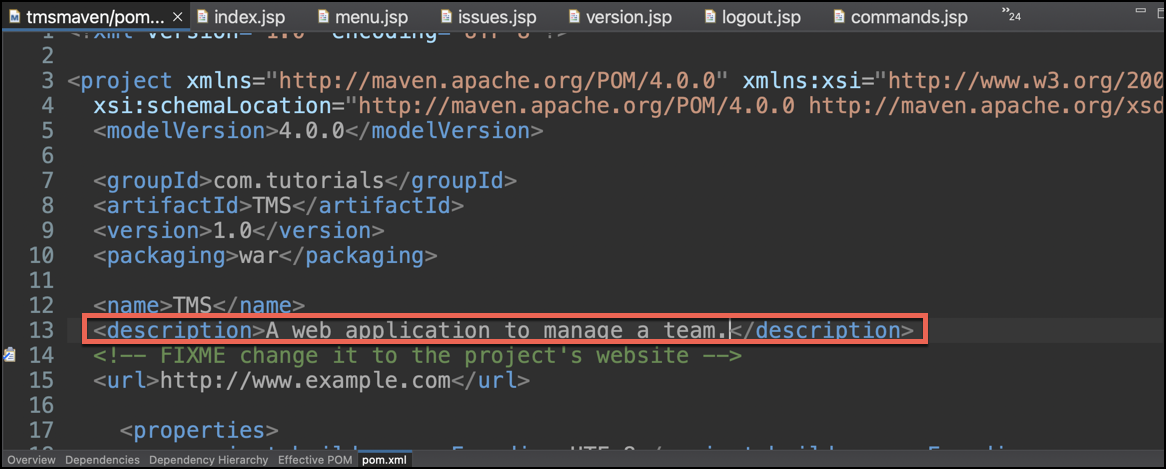 tmsmaven/pom... × index.jsp menu.jsp issues.jsp version.jsp logout.jsp commands.jsp »24
1
2
3 <project xmlns="http://maven.apache.org/POM/4.0.0" xmlns:xsi="http://www.w3.org/200
4 xsi:schemaLocation="http://maven.apache.org/POM/4.0.0 http://maven.apache.org/xsd
5 <modelVersion>4.0.0</modelVersion>
6
7 <groupId>com.tutorials</groupId>
8 <artifactId>TMS</artifactId>
9 <version>1.0</version>
10 <packaging>war</packaging>
11
12 <name>TMS</name>
13 <description>A web application to manage a team.</description>
14 <!-- FIXME change it to the project's website -->
15 <url>http://www.example.com</url>
16
17 <properties>
Overview Dependencies Dependency Hierarchy Effective POM pom.xml